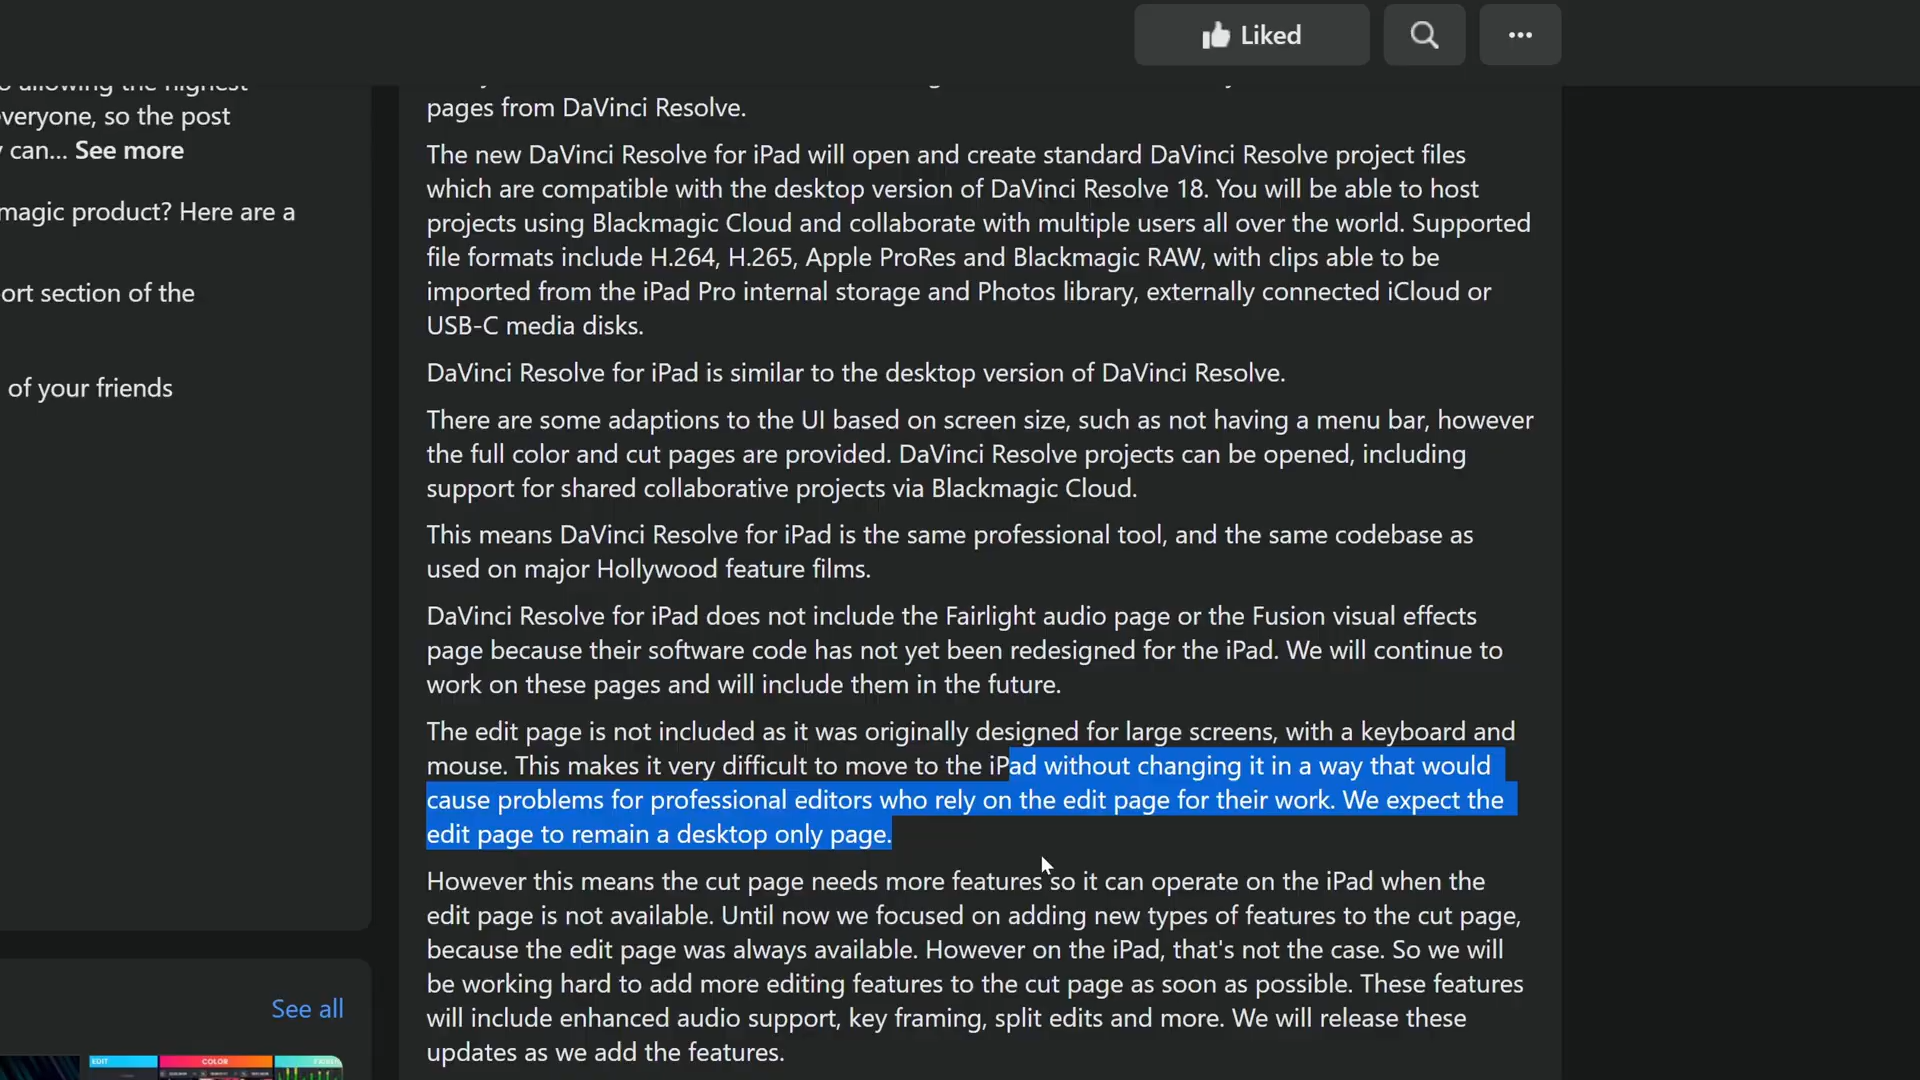 Liked
everyone, so the post
can... See more
magic product? Here are a
ort section of the
of your friends
See all
EDIT
COLOR
pages from DaVinci Resolve.
The new DaVinci Resolve for iPad will open and create standard DaVinci Resolve project files
which are compatible with the desktop version of DaVinci Resolve 18. You will be able to host
projects using Blackmagic Cloud and collaborate with multiple users all over the world. Supported
file formats include H.264, H.265, Apple ProRes and Blackmagic RAW, with clips able to be
imported from the iPad Pro internal storage and Photos library, externally connected iCloud or
USB-C media disks.
DaVinci Resolve for iPad is similar to the desktop version of DaVinci Resolve.
There are some adaptions to the UI based on screen size, such as not having a menu bar, however
the full color and cut pages are provided. DaVinci Resolve projects can be opened, including
support for shared collaborative projects via Blackmagic Cloud.
This means DaVinci Resolve for iPad is the same professional tool, and the same codebase as
used on major Hollywood feature films.
DaVinci Resolve for iPad does not include the Fairlight audio page or the Fusion visual effects
page because their software code has not yet been redesigned for the iPad. We will continue to
work on these pages and will include them in the future.
The edit page is not included as it was originally designed for large screens, with a keyboard and
mouse. This makes it very difficult to move to the iPad without changing it in a way that would
cause problems for professional editors who rely on the edit page for their work. We expect the
edit page to remain a desktop only page.
However this means the cut page needs more features so it can operate on the iPad when the
edit page is not available. Until now we focused on adding new types of features to the cut page,
because the edit page was always available. However on the iPad, that's not the case. So we will
be working hard to add more editing features to the cut page as soon as possible. These features
will include enhanced audio support, key framing, split edits and more. We will release these
updates as we add the features.